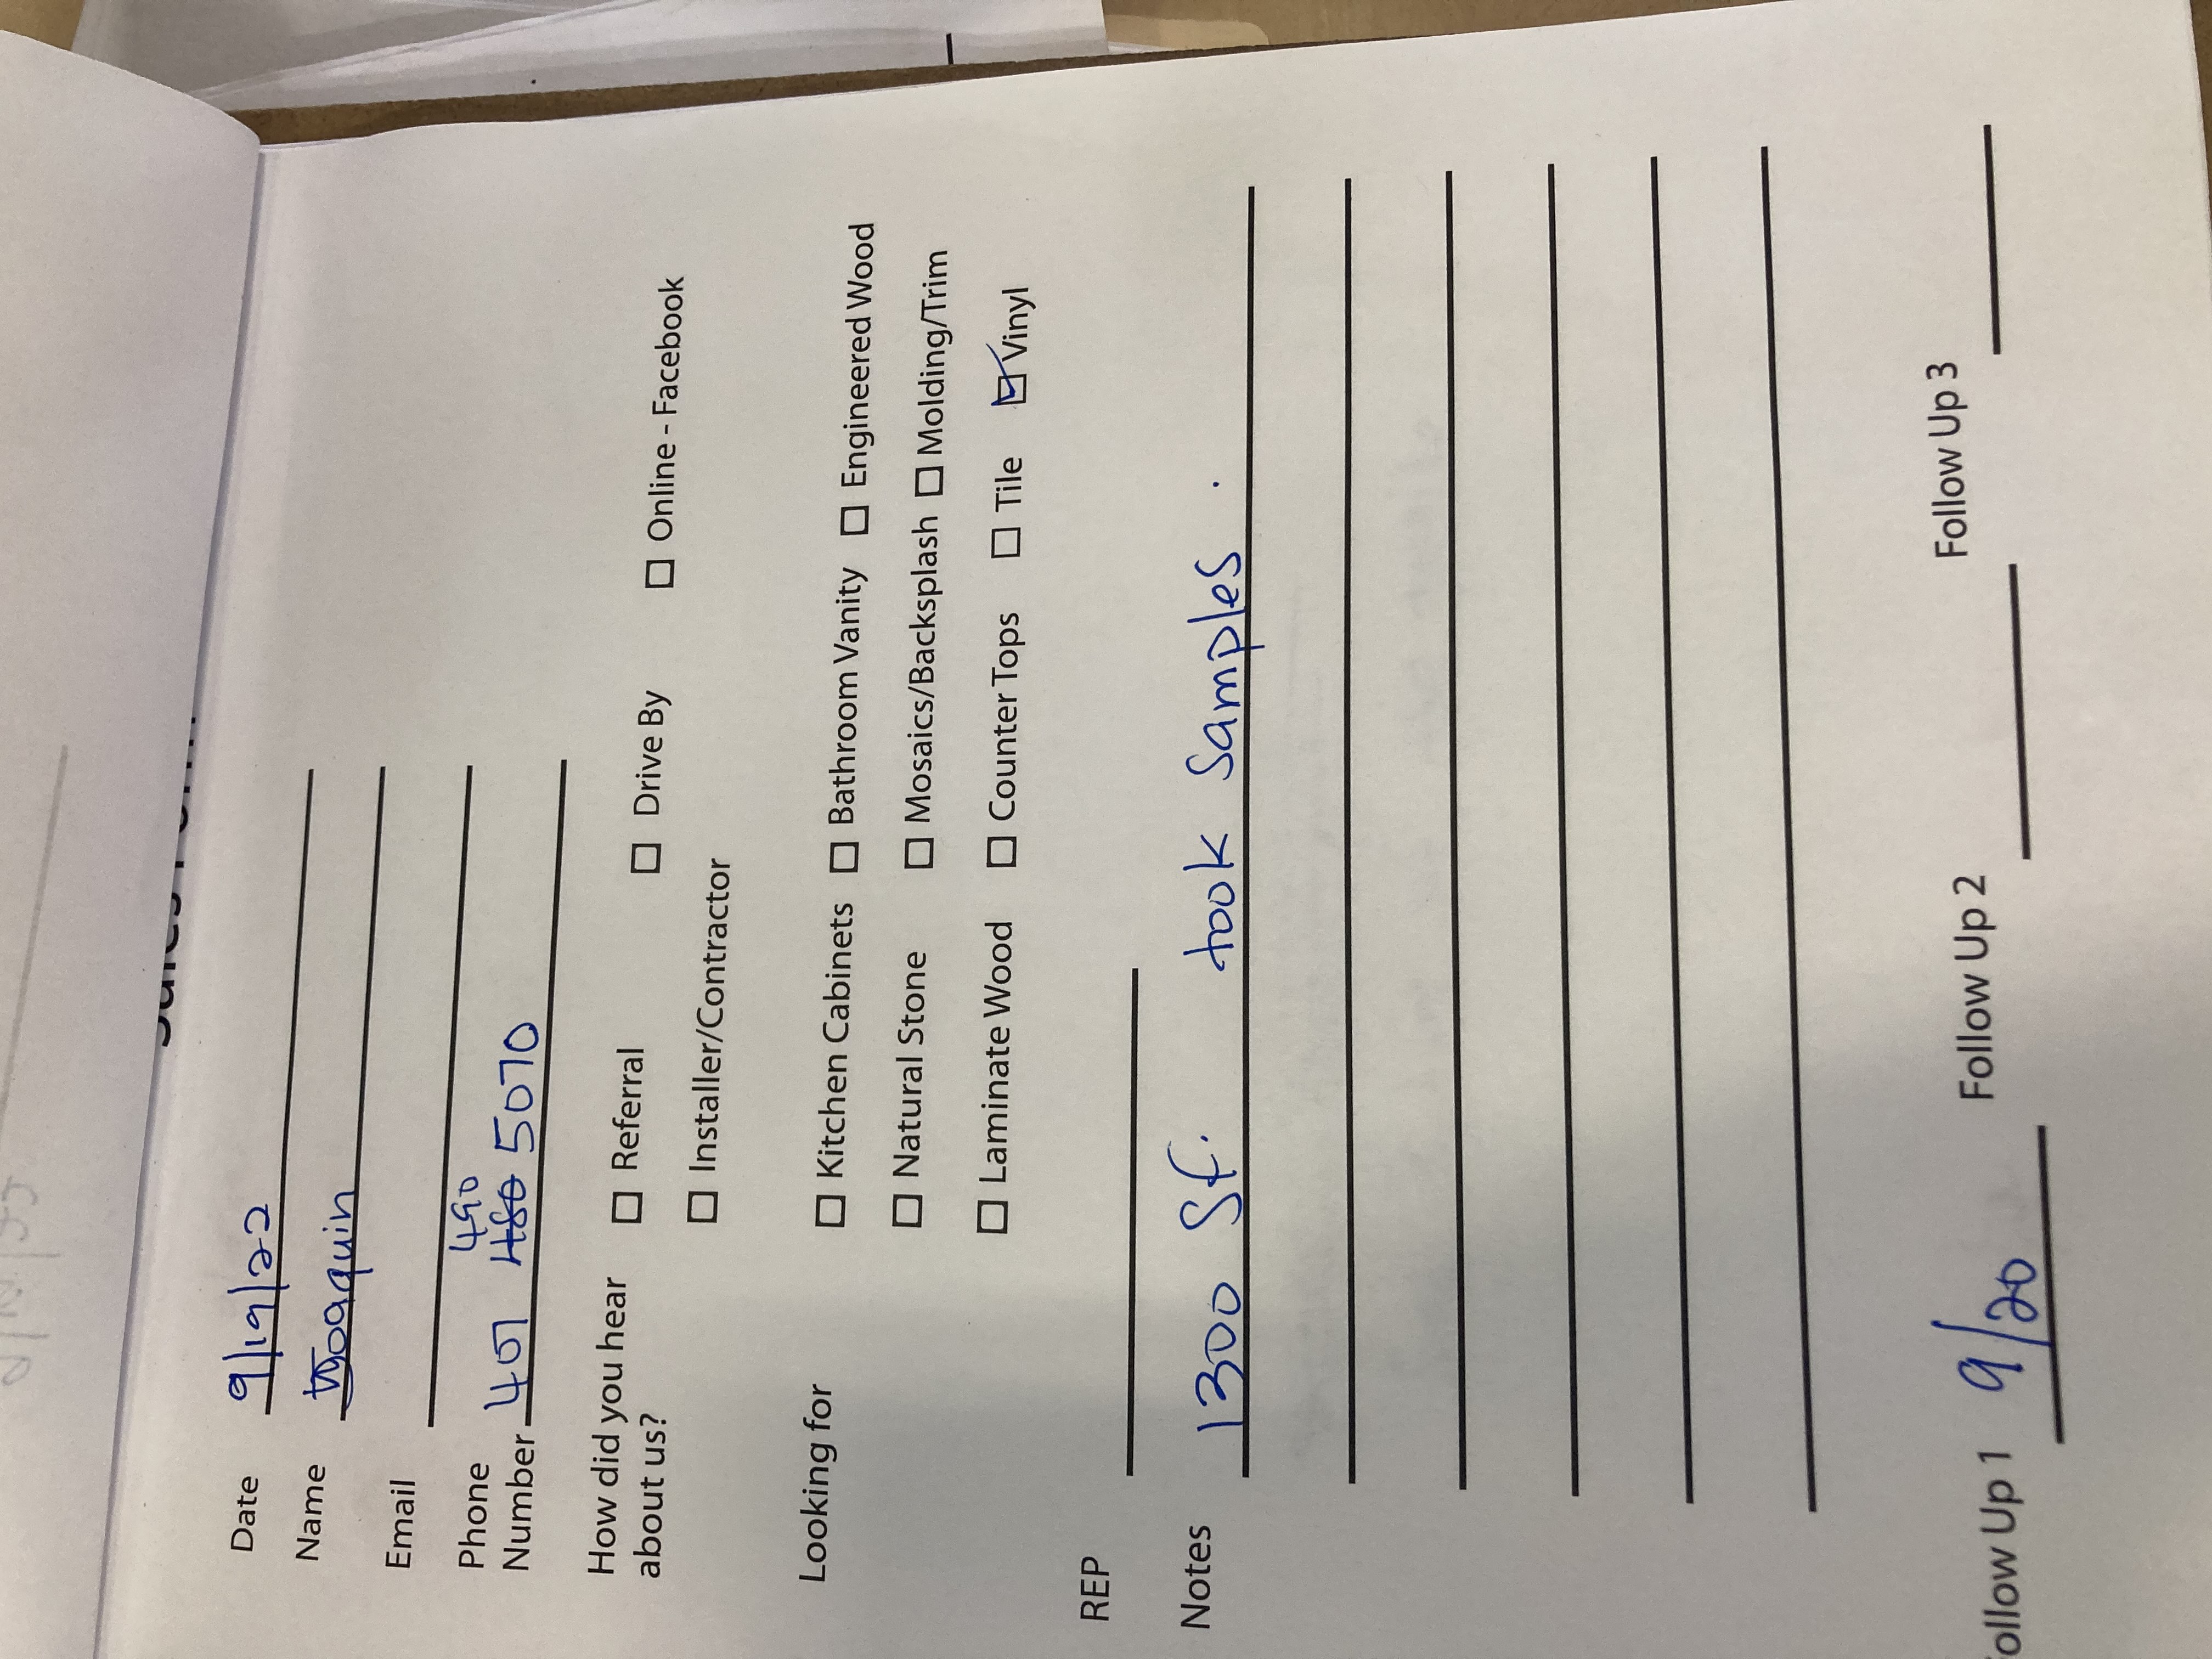 Date 9/19/22
Name Joaquin
Email
490
Phone Number 401 480 5070
How did you hear about us?
☐ Referral ☐ Drive By ☐ Online - Facebook
☐ Installer/Contractor
Looking for
☐ Kitchen Cabinets ☐ Bathroom Vanity ☐ Engineered Wood
☐ Natural Stone ☐ Mosaics/Backsplash ☐ Molding/Trim
☐ Laminate Wood ☐ Counter Tops ☐ Tile ☑ Vinyl
REP
Notes 1300 Sf. took samples.
Follow Up 1 9/20 Follow Up 2 Follow Up 3